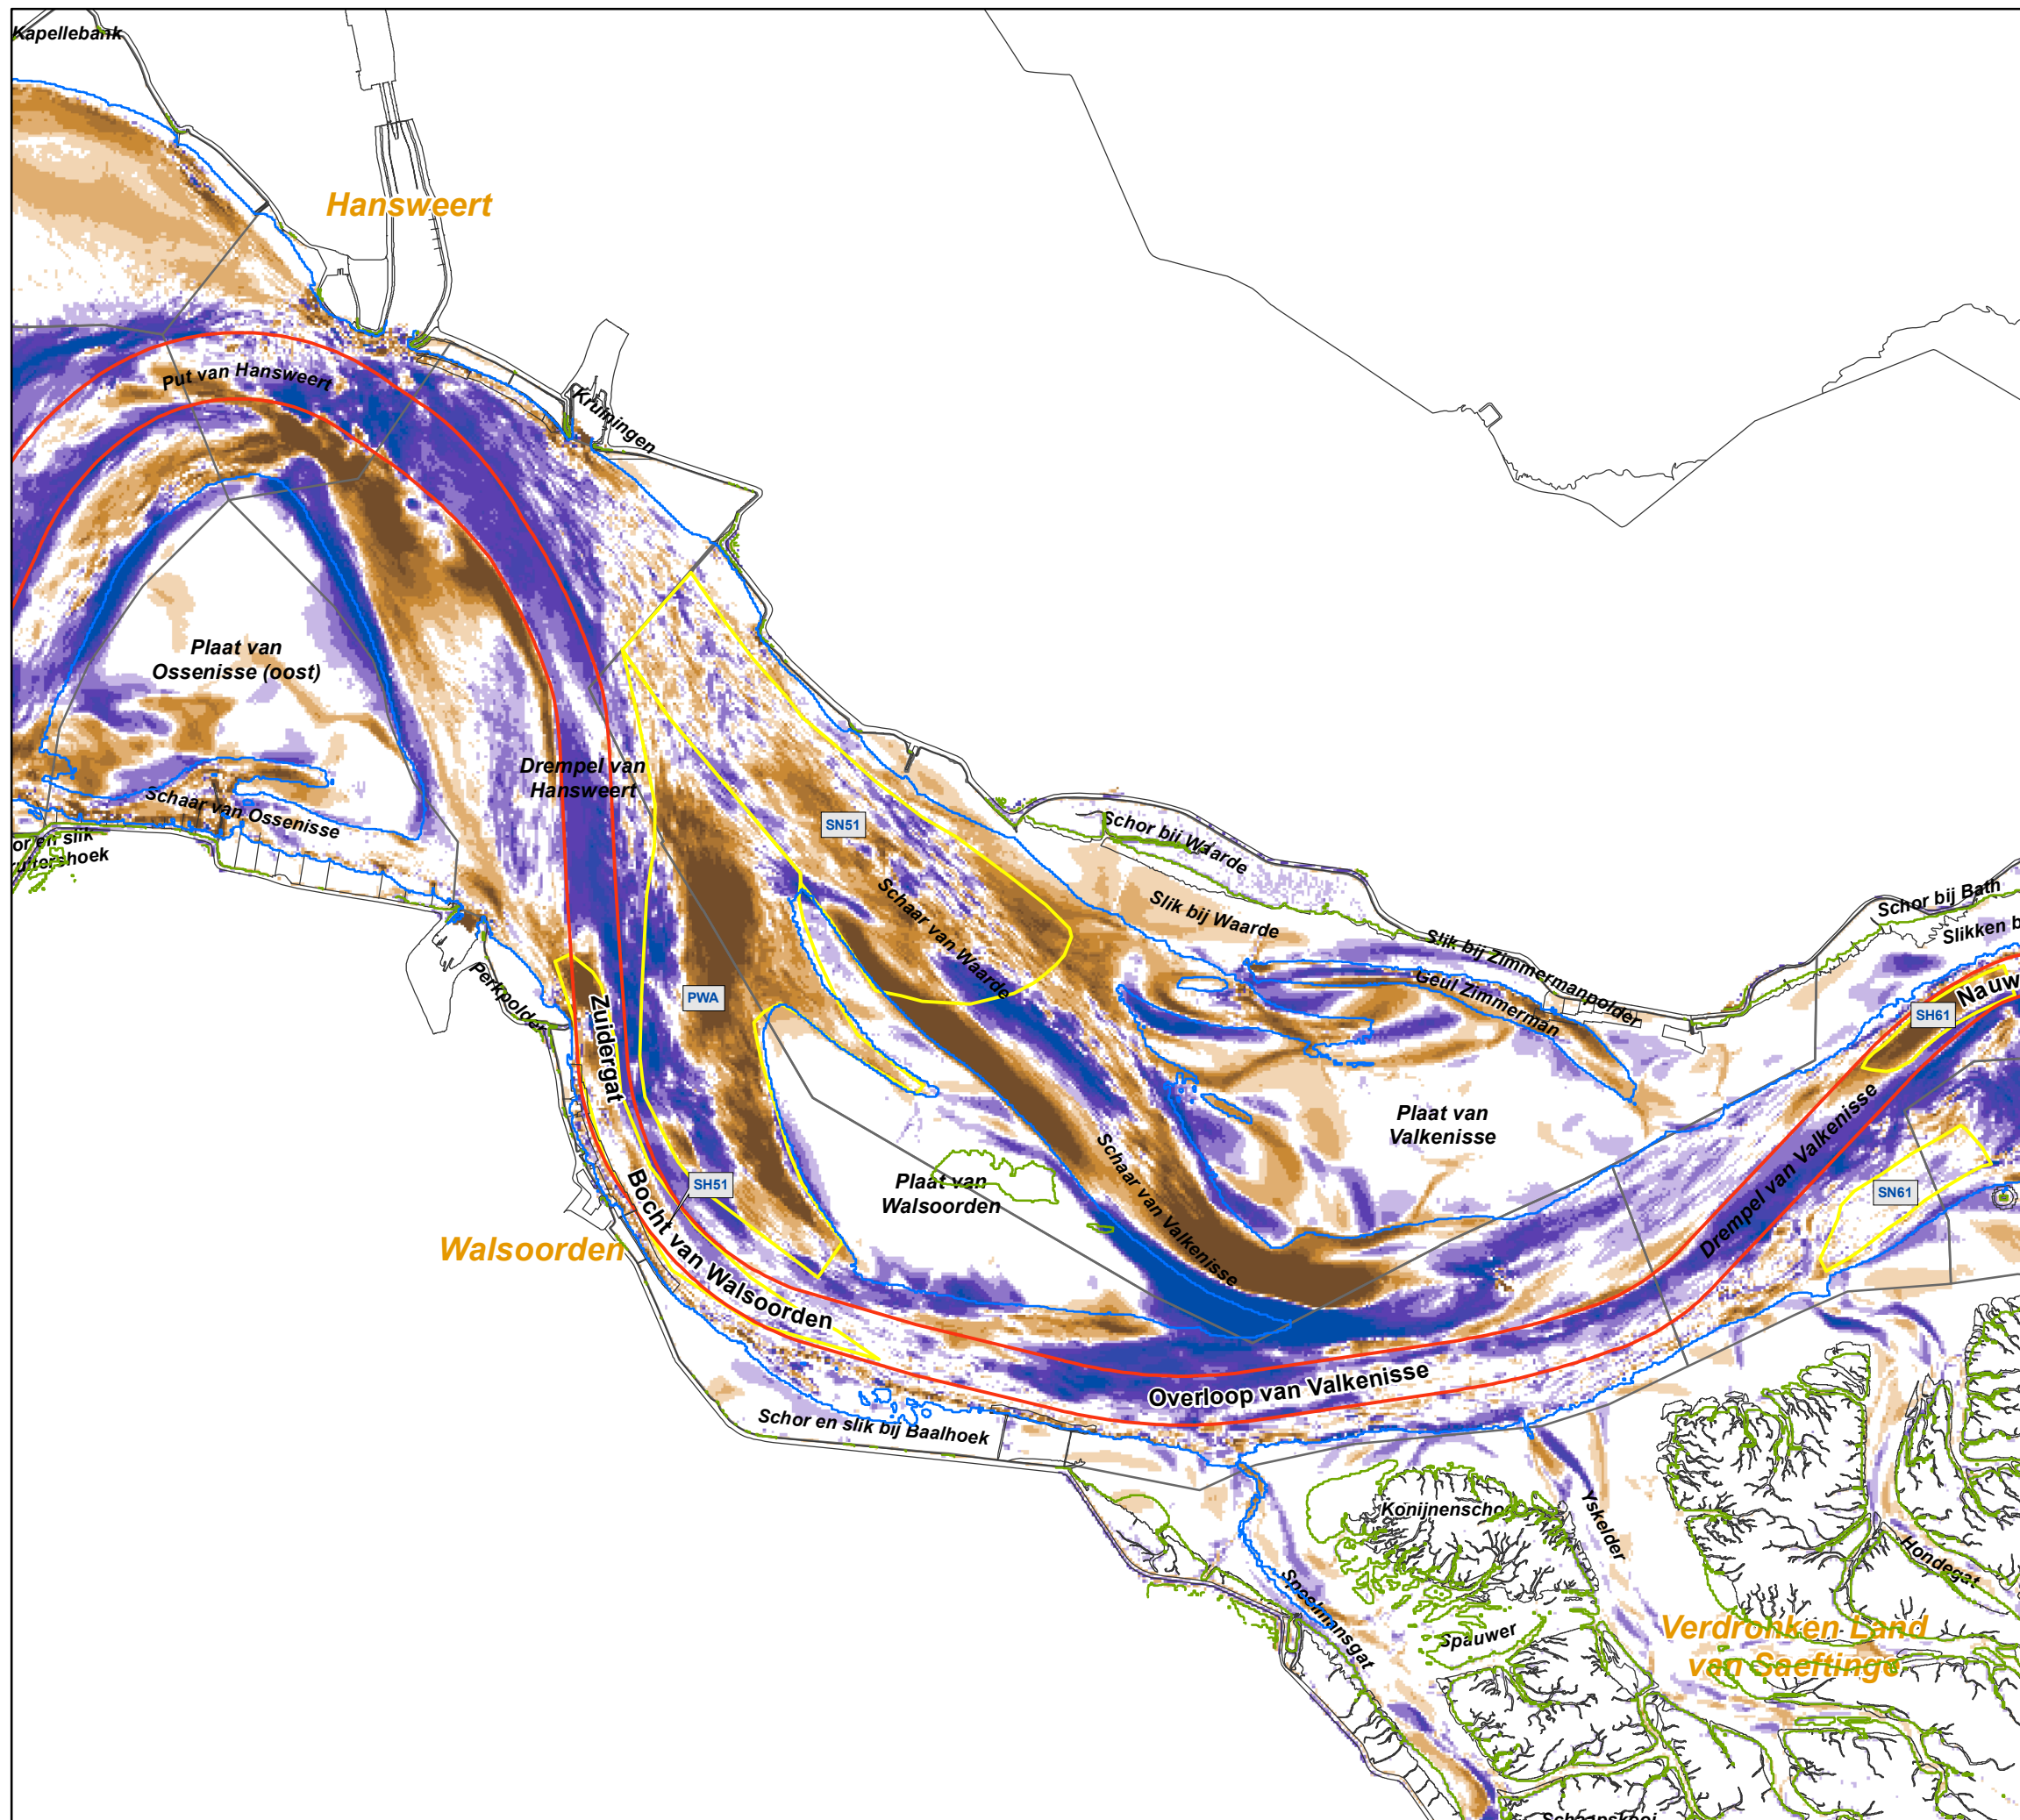 Kapellebank
Hansweert
Put van Hansweert
Kruiningen
Plaat van
Ossenisse (oost)
Drempel van
Hansweert
Schaar van Ossenisse
SN51
Schor bij Waarde
Schaar van Waarde
Slik bij Waarde
Slik bij Zimmermanpolder
Geul Zimmerman
Schor bij Bath
Slikken b
Nauw
SH61
Perkpolder
PWA
Zuidergat
Plaat van
Valkenisse
Schaar van Valkenisse
Drempel van Valkenisse
SN61
SH51
Plaat van
Walsoorden
Walsoorden
Bocht van Walsoorden
Overloop van Valkenisse
Schor en slik bij Baalhoek
Konijnenscho
Yskelder
Hondegat
Speelmansgat
Spauwer
Verdronken Land
van Saeftinge